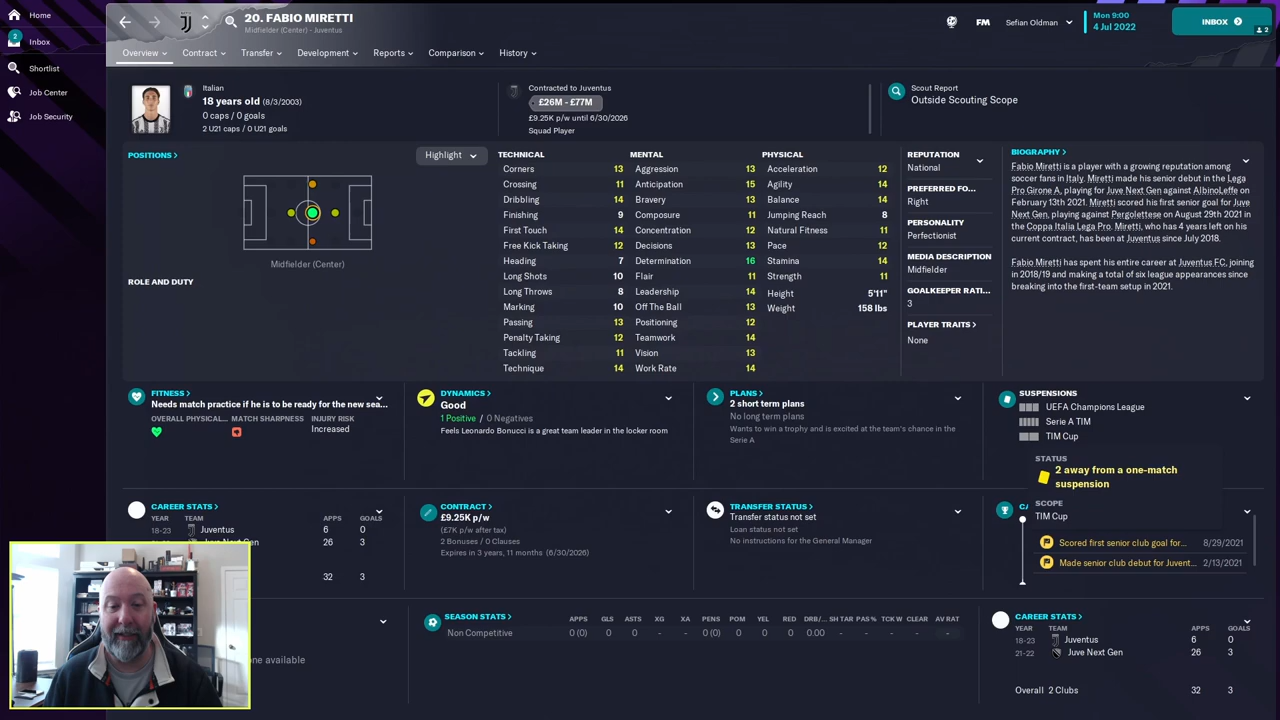 Home
2
Inbox
Shortlist
Job Center
Job Security
20. FABIO MIRETTI
Midfielder (Center) - Juventus
FM
Sefian Oldman
Mon 9:00
4 Jul 2022
INBOX
2
Overview
Contract
Transfer
Development
Reports
Comparison
History
Italian
18 years old (8/3/2003)
0 caps / 0 goals
2 U21 caps / 0 U21 goals
Contracted to Juventus
£26M - £77M
£9.25K p/w until 6/30/2026
Squad Player
Scout Report
Outside Scouting Scope
POSITIONS
Highlight
Midfielder (Center)
ROLE AND DUTY
TECHNICAL
Corners 13
Crossing 11
Dribbling 14
Finishing 9
First Touch 14
Free Kick Taking 12
Heading 7
Long Shots 10
Long Throws 8
Marking 10
Passing 13
Penalty Taking 12
Tackling 11
Technique 14
MENTAL
Aggression 13
Anticipation 15
Bravery 13
Composure 11
Concentration 12
Decisions 13
Determination 16
Flair 11
Leadership 14
Off The Ball 13
Positioning 12
Teamwork 14
Vision 13
Work Rate 14
PHYSICAL
Acceleration 12
Agility 14
Balance 14
Jumping Reach 8
Natural Fitness 11
Pace 12
Stamina 14
Strength 11
Height 5'11"
Weight 158 lbs
REPUTATION
National
PREFERRED FO...
Right
PERSONALITY
Perfectionist
MEDIA DESCRIPTION
Midfielder
GOALKEEPER RATI...
3
PLAYER TRAITS
None
BIOGRAPHY
Fabio Miretti is a player with a growing reputation among
soccer fans in Italy. Miretti made his senior debut in the Lega
Pro Girone A, playing for Juve Next Gen against AlbinoLeffe on
February 13th 2021. Miretti scored his first senior goal for Juve
Next Gen, playing against Pergolettese on August 29th 2021 in
the Coppa Italia Lega Pro. Miretti, who has 4 years left on his
current contract, has been at Juventus since July 2018.
Fabio Miretti has spent his entire career at Juventus FC, joining
in 2018/19 and making a total of six league appearances since
breaking into the first-team setup in 2021.
FITNESS
Needs match practice if he is to be ready for the new sea...
OVERALL PHYSICAL... MATCH SHARPNESS INJURY RISK
Increased
DYNAMICS
Good
1 Positive / 0 Negatives
Feels Leonardo Bonucci is a great team leader in the locker room
PLANS
2 short term plans
No long term plans
Wants to win a trophy and is excited at the team's chance in the
Serie A
SUSPENSIONS
UEFA Champions League
Serie A TIM
TIM Cup
STATUS
2 away from a one-match
suspension
SCOPE
TIM Cup
CAREER STATS
YEAR TEAM APPS GOALS
18-23 Juventus 6 0
26 3
32 3
CONTRACT
£9.25K p/w
(£7K p/w after tax)
2 Bonuses / 0 Clauses
Expires in 3 years, 11 months (6/30/2026)
TRANSFER STATUS
Transfer status not set
Loan status not set
No instructions for the General Manager
Scored first senior club goal for... 8/29/2021
Made senior club debut for Juvent... 2/13/2021
one available
SEASON STATS
APPS GLS ASTS XG XA PENS POM YEL RED DRB/... SH TAR PAS % TCK W CLEAR AV RAT
Non Competitive 0 (0) 0 0 - - 0 (0) 0 0 0 0.00 - - - - -
CAREER STATS
YEAR TEAM APPS GOALS
18-23 Juventus 6 0
21-22 Juve Next Gen 26 3
Overall 2 Clubs 32 3